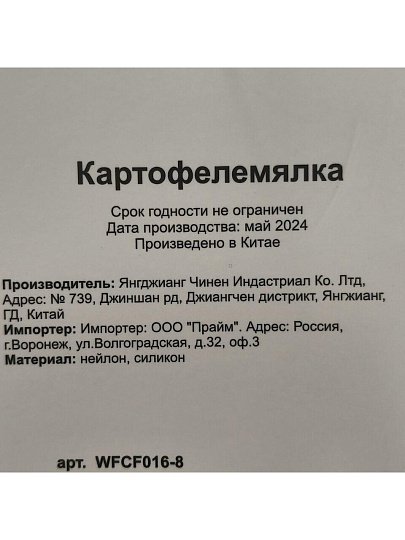 Картофелемялка
Срок годности не ограничен
Дата производства: май 2024
Произведено в Китае
Производитель: Янгджианг Чинен Индастриал Ко. Лтд,
Адрес: № 739, Джиншан рд, Джиангчен дистрикт, Янгжианг,
ГД, Китай
Импортер: Импортер: ООО "Прайм". Адрес: Россия,
г.Воронеж, ул.Волгоградская, д.32, оф.3
Материал: нейлон, силикон
арт. WFCF016-8